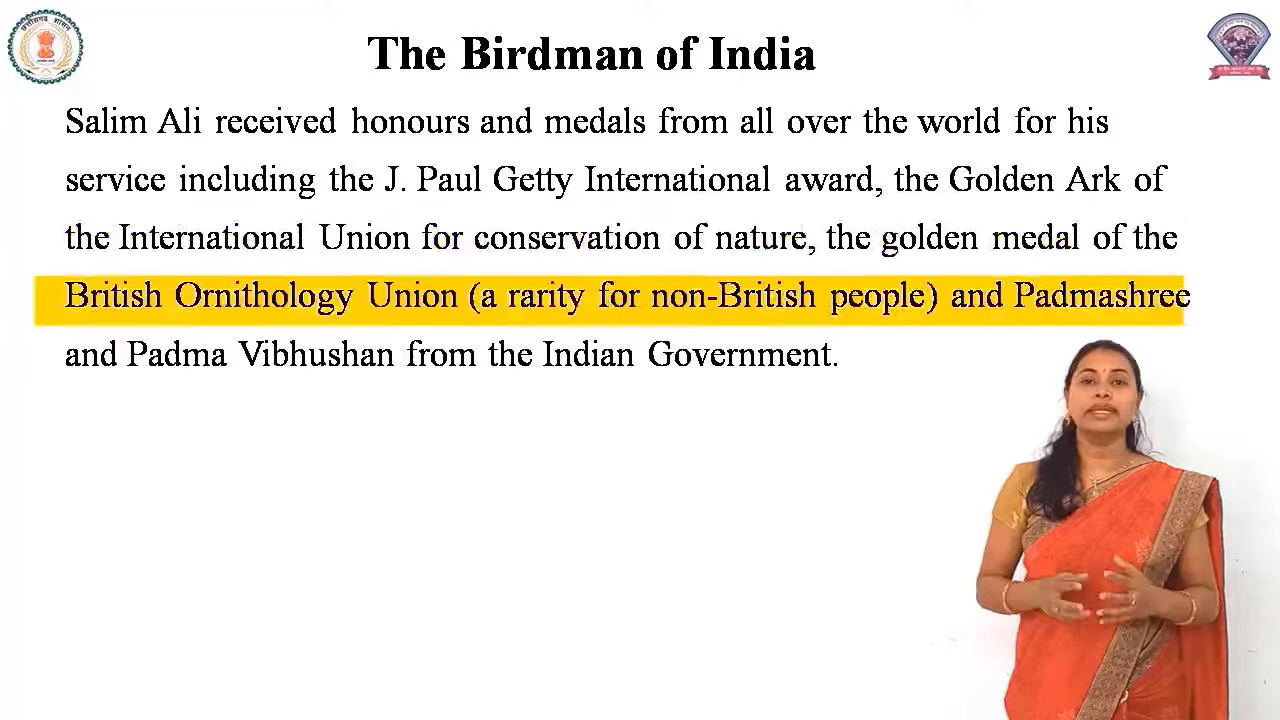 The Birdman of India
Salim Ali received honours and medals from all over the world for his
service including the J. Paul Getty International award, the Golden Ark of
the International Union for conservation of nature, the golden medal of the
British Ornithology Union (a rarity for non-British people) and Padmashree
and Padma Vibhushan from the Indian Government.